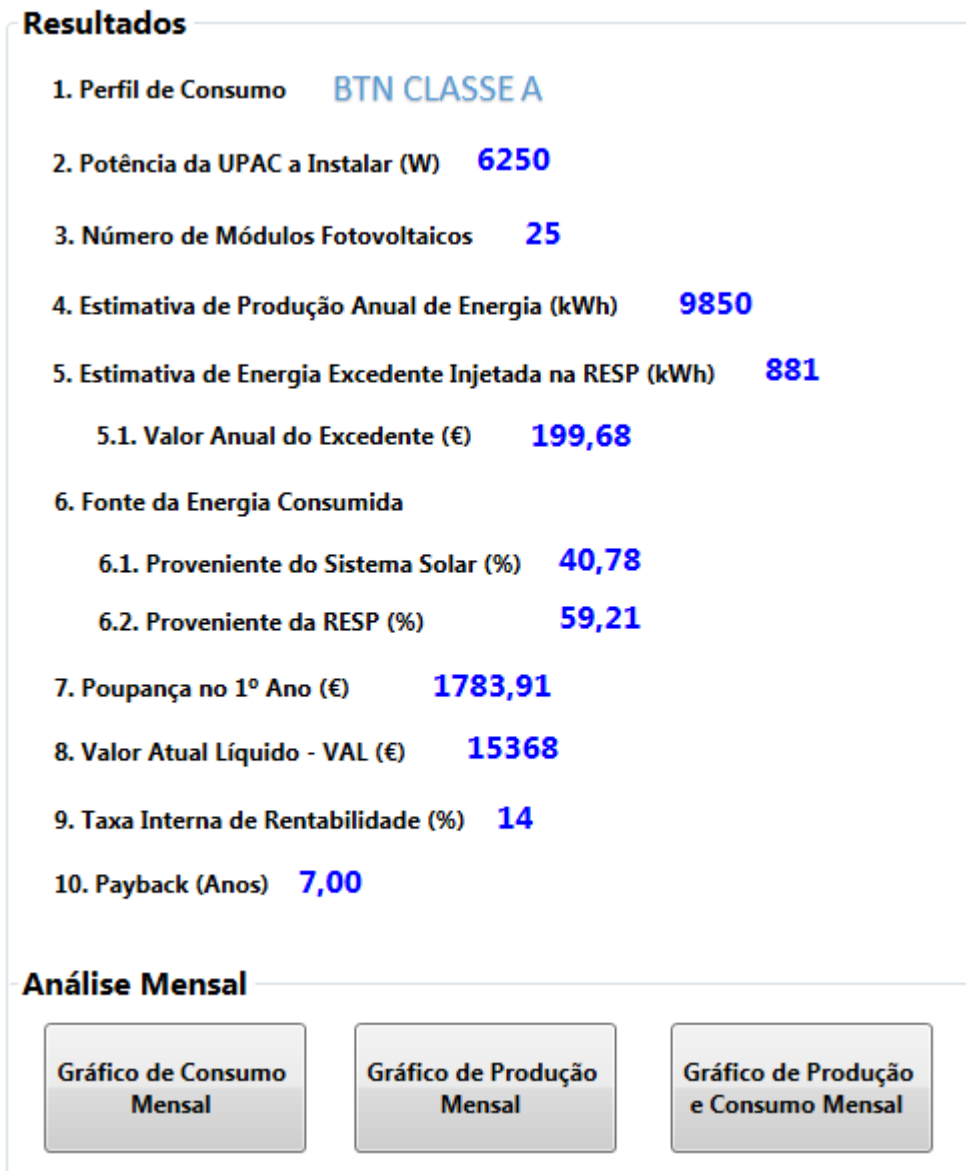 Resultados
1. Perfil de Consumo BTN CLASSE A
2. Potência da UPAC a Instalar (W) 6250
3. Número de Módulos Fotovoltaicos 25
4. Estimativa de Produção Anual de Energia (kWh) 9850
5. Estimativa de Energia Excedente Injetada na RESP (kWh) 881
5.1. Valor Anual do Excedente (€) 199,68
6. Fonte da Energia Consumida
6.1. Proveniente do Sistema Solar (%) 40,78
6.2. Proveniente da RESP (%) 59,21
7. Poupança no 1º Ano (€) 1783,91
8. Valor Atual Líquido - VAL (€) 15368
9. Taxa Interna de Rentabilidade (%) 14
10. Payback (Anos) 7,00
Análise Mensal
Gráfico de Consumo
Mensal
Gráfico de Produção
Mensal
Gráfico de Produção
e Consumo Mensal